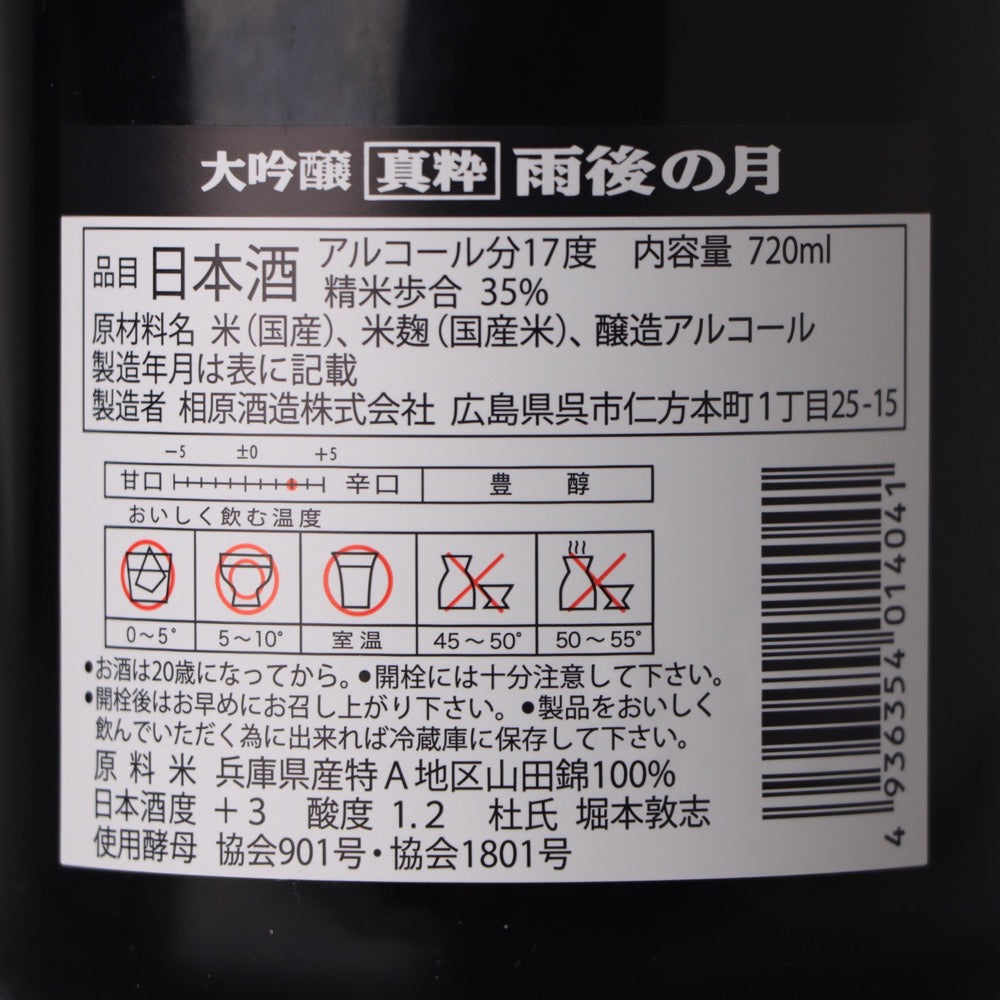 大吟醸 真粋 雨後の月
品目 日本酒 アルコール分17度 内容量 720ml
精米歩合 35%
原材料名 米(国産)、米麹(国産米)、醸造アルコール
製造年月は表に記載
製造者 相原酒造株式会社 広島県呉市仁方本町1丁目25-15
-5 ±0 +5
甘口 辛口 豊 醇
おいしく飲む温度
0～5° 5～10° 室温 45～50° 50～55°
●お酒は20歳になってから。●開栓には十分注意して下さい。
●開栓後はお早めにお召し上がり下さい。●製品をおいしく
飲んでいただく為に出来れば冷蔵庫に保存して下さい。
原料米 兵庫県産特A地区山田錦100%
日本酒度 +3 酸度 1.2 杜氏 堀本敦志
使用酵母 協会901号・協会1801号
4936354014041